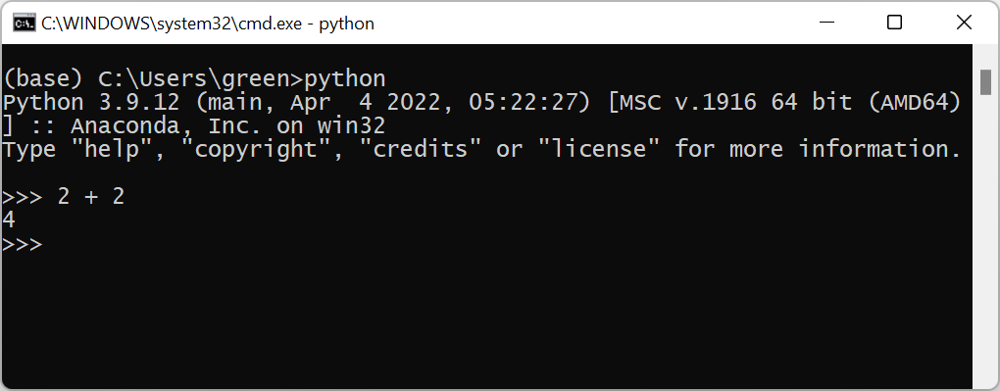 C:\WINDOWS\system32\cmd.exe - python
(base) C:\Users\green>python
Python 3.9.12 (main, Apr  4 2022, 05:22:27) [MSC v.1916 64 bit (AMD64)
] :: Anaconda, Inc. on win32
Type "help", "copyright", "credits" or "license" for more information.
>>> 2 + 2
4
>>>